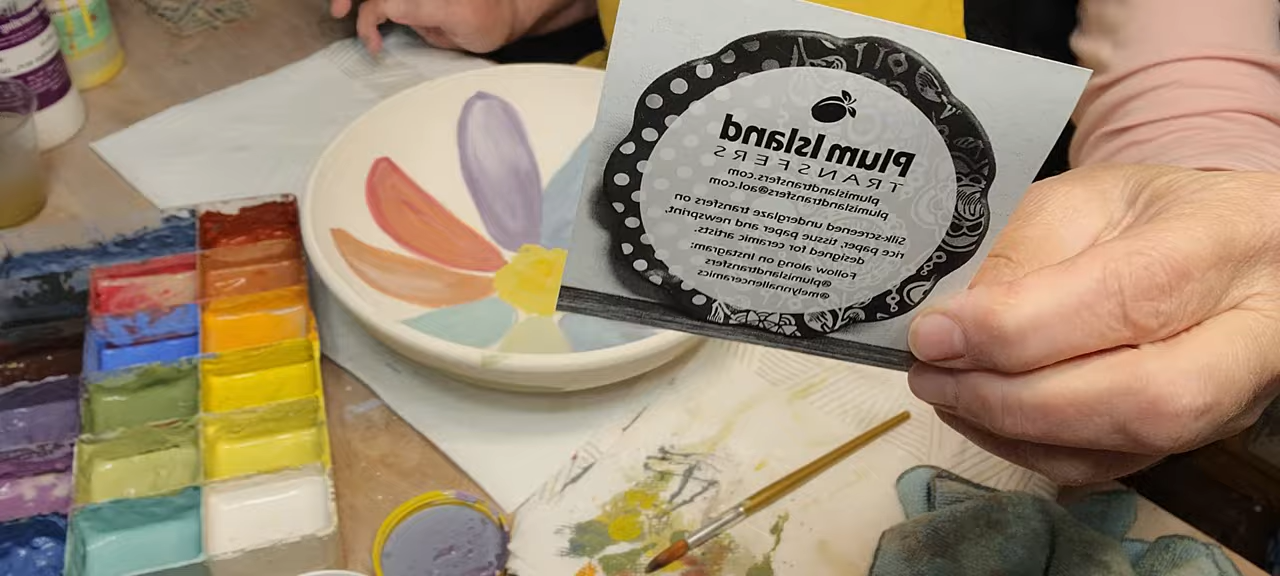 Plum Island
TRANSFERS
plumislandtransfers.com
plumislandtransfers@aol.com
Silk-screened underglaze transfers on
rice paper, tissue paper and newsprint,
designed for ceramic artists.
Follow along on Instagram:
@plumislandtransfers
@melynnallenceramics